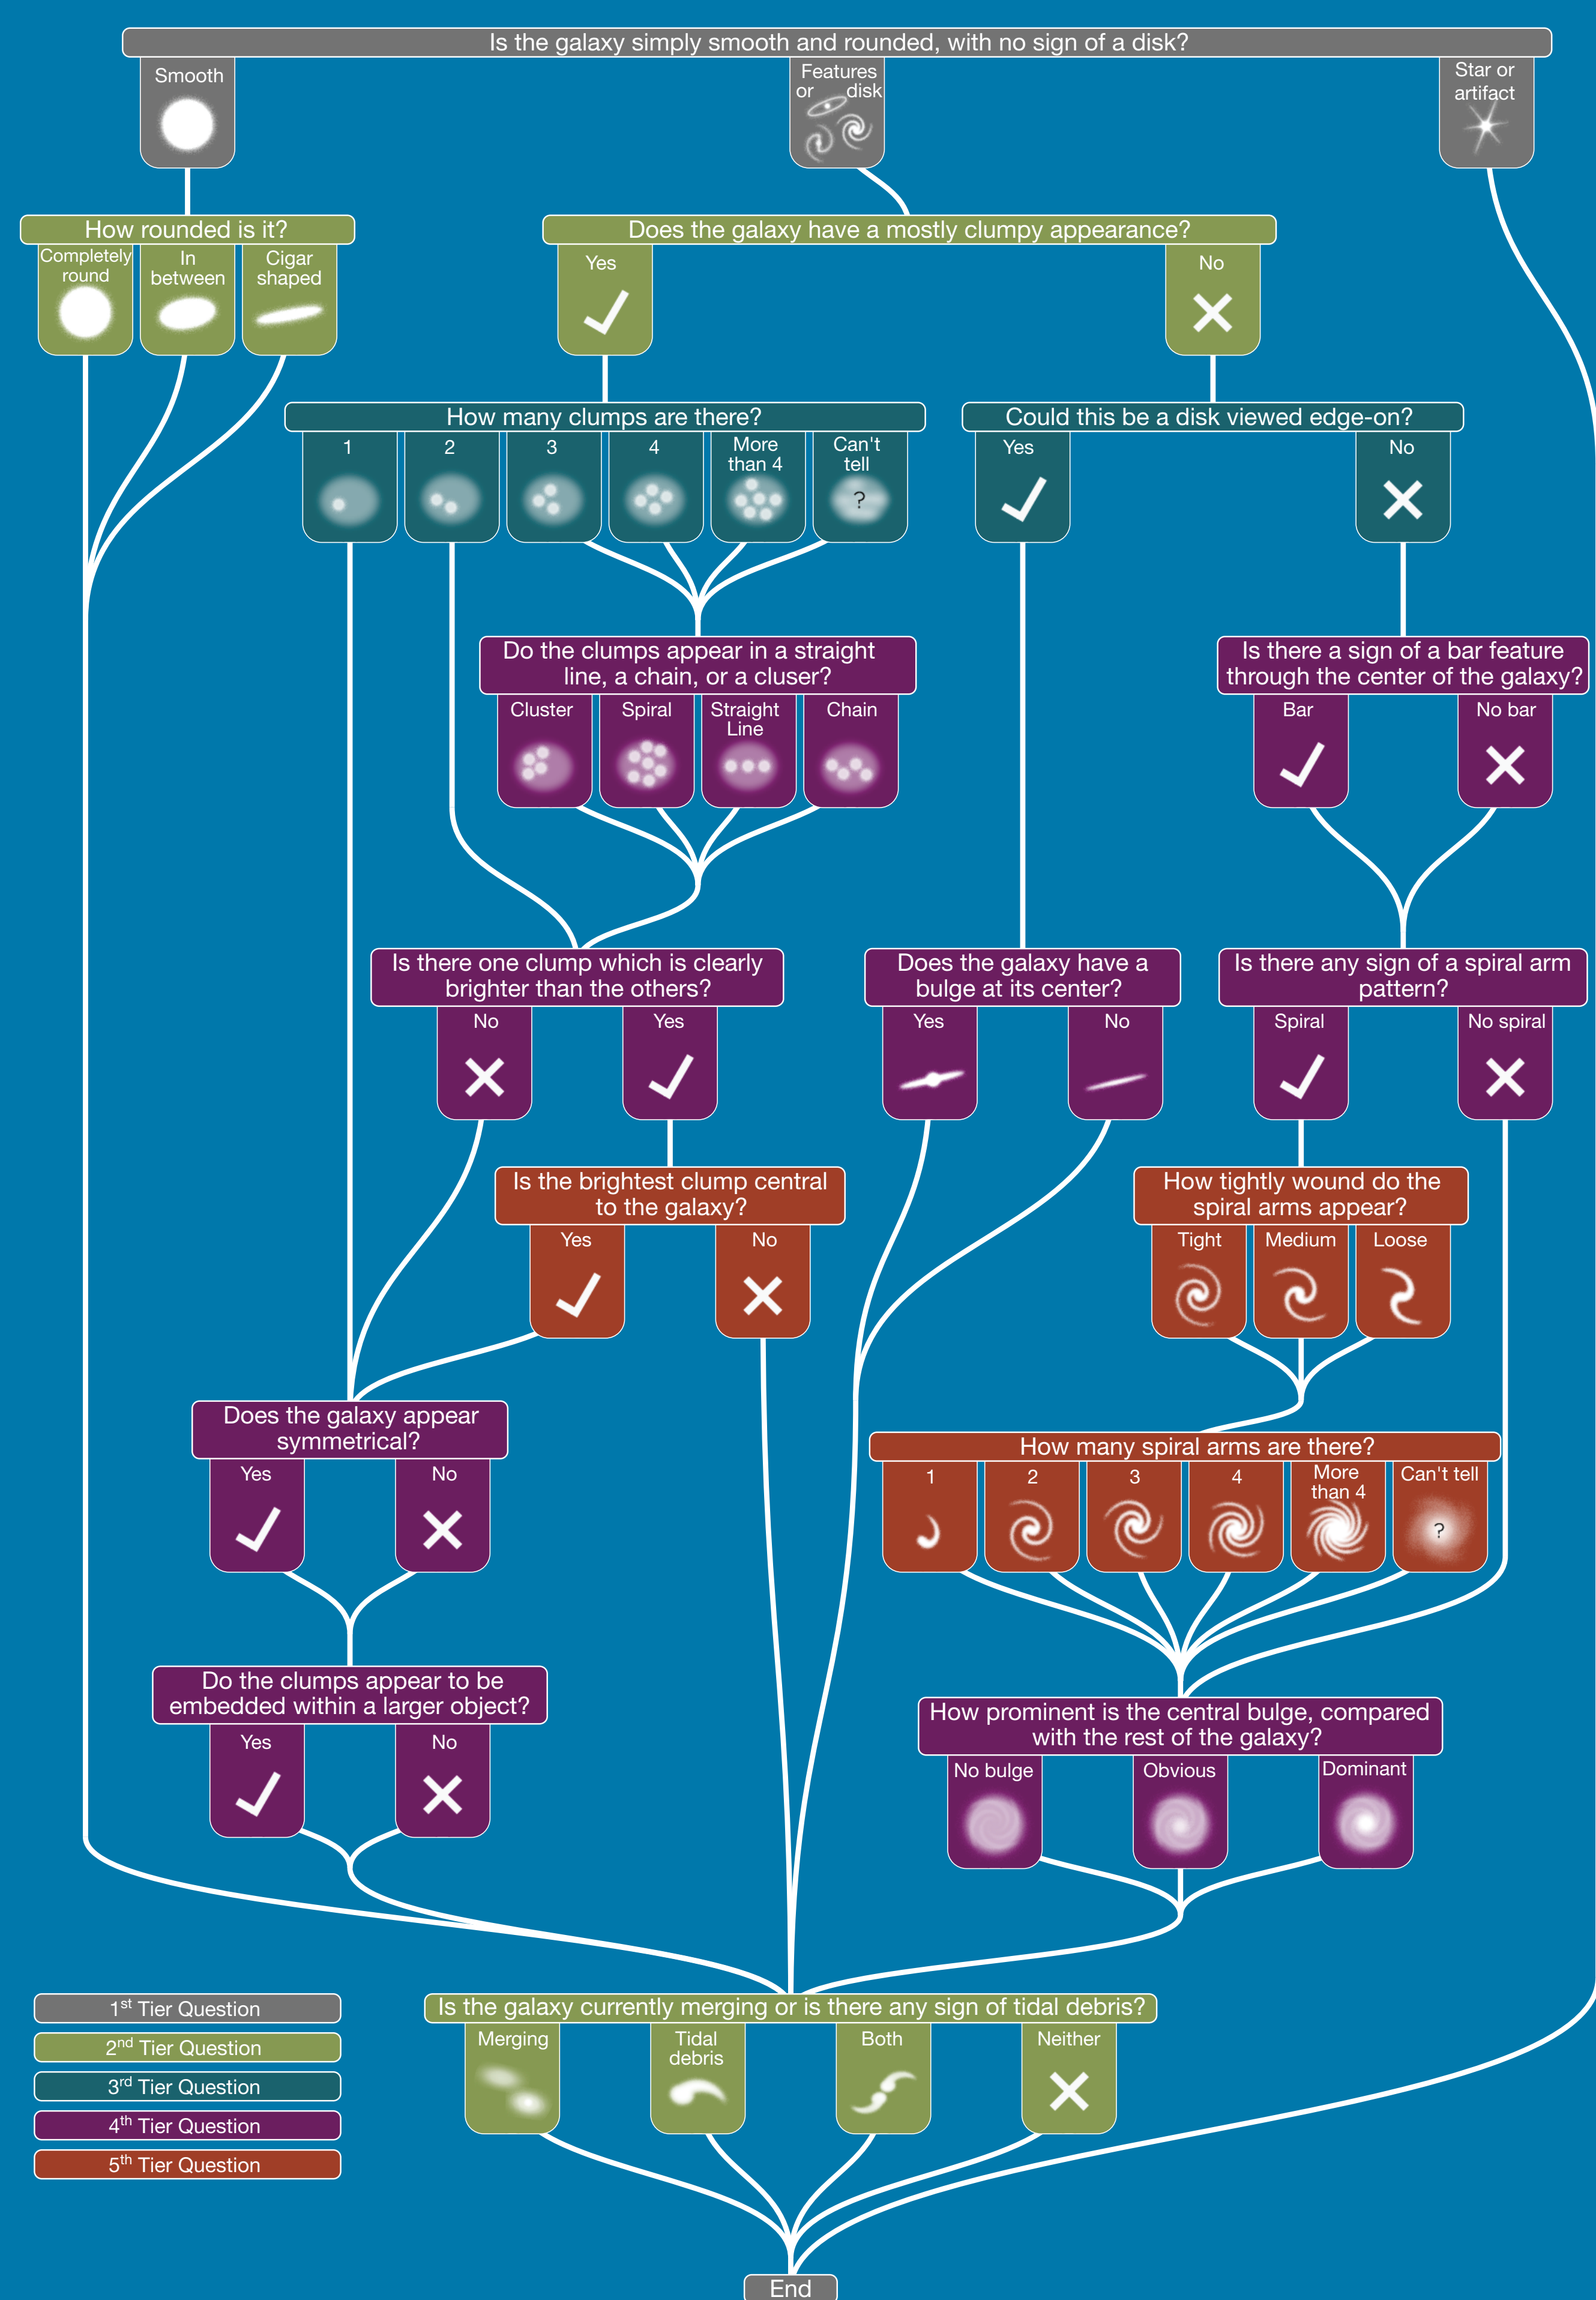 Is the galaxy simply smooth and rounded, with no sign of a disk?
Smooth
Features
or disk
Star or
artifact
How rounded is it?
Completely
round
In
between
Cigar
shaped
Does the galaxy have a mostly clumpy appearance?
Yes
No
How many clumps are there?
1
2
3
4
More
than 4
Can't
tell
?
Could this be a disk viewed edge-on?
Yes
No
Do the clumps appear in a straight
line, a chain, or a cluser?
Cluster
Spiral
Straight
Line
Chain
Is there a sign of a bar feature
through the center of the galaxy?
Bar
No bar
Is there one clump which is clearly
brighter than the others?
No
Yes
Does the galaxy have a
bulge at its center?
Yes
No
Is there any sign of a spiral arm
pattern?
Spiral
No spiral
Is the brightest clump central
to the galaxy?
Yes
No
How tightly wound do the
spiral arms appear?
Tight
Medium
Loose
Does the galaxy appear
symmetrical?
Yes
No
How many spiral arms are there?
1
2
3
4
More
than 4
Can't tell
?
Do the clumps appear to be
embedded within a larger object?
Yes
No
How prominent is the central bulge, compared
with the rest of the galaxy?
No bulge
Obvious
Dominant
Is the galaxy currently merging or is there any sign of tidal debris?
Merging
Tidal
debris
Both
Neither
1st Tier Question
2nd Tier Question
3rd Tier Question
4th Tier Question
5th Tier Question
End